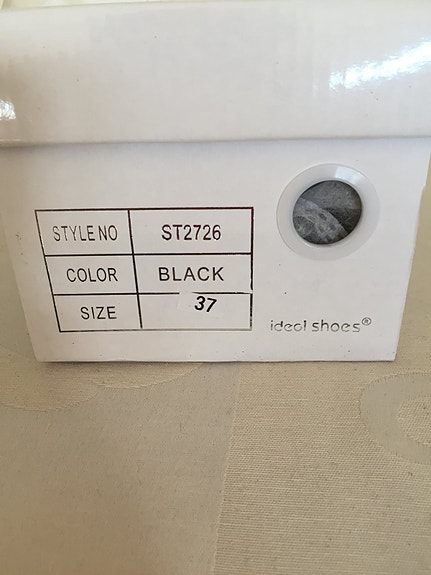 STYLE NO ST2726
COLOR BLACK
SIZE 37
ideal shoes®